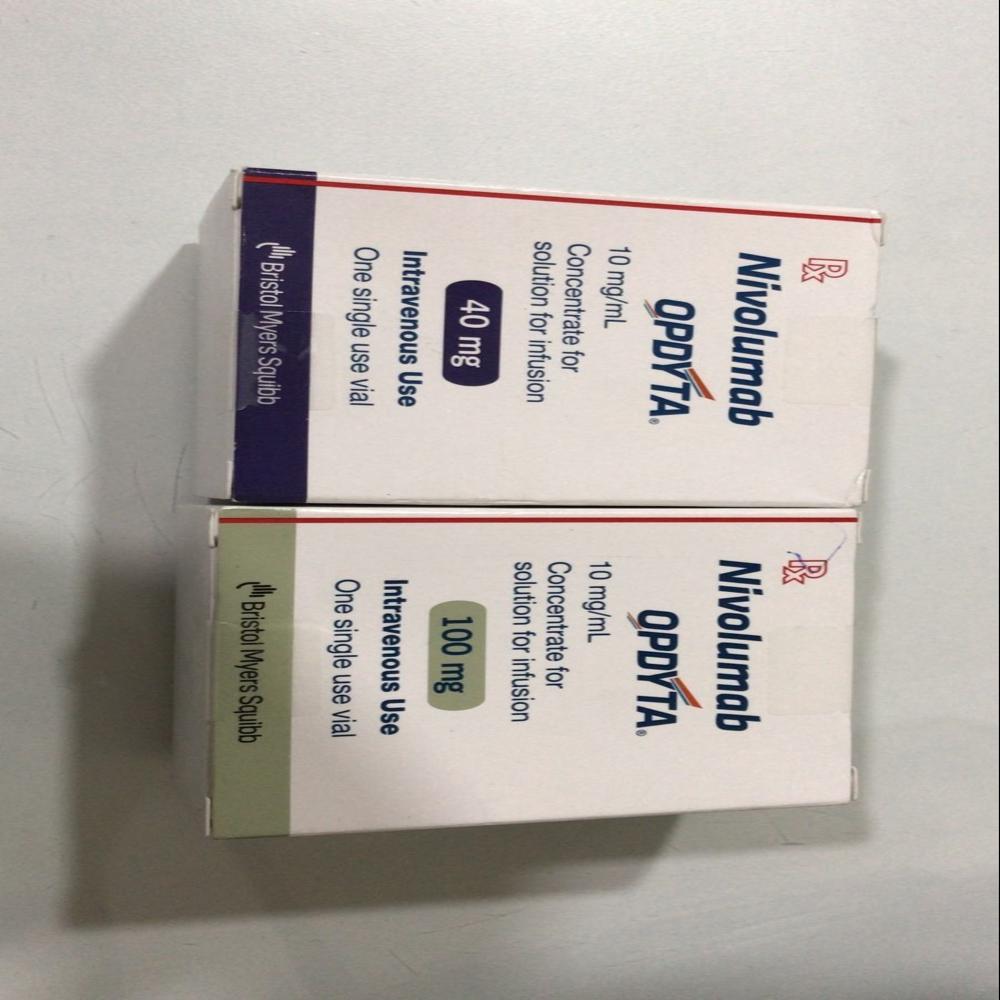 Rx
Nivolumab
OPDYTA®
10 mg/mL
Concentrate for
solution for infusion
40 mg
Intravenous Use
One single use vial
Bristol Myers Squibb
Rx
Nivolumab
OPDYTA®
10 mg/mL
Concentrate for
solution for infusion
100 mg
Intravenous Use
One single use vial
Bristol Myers Squibb